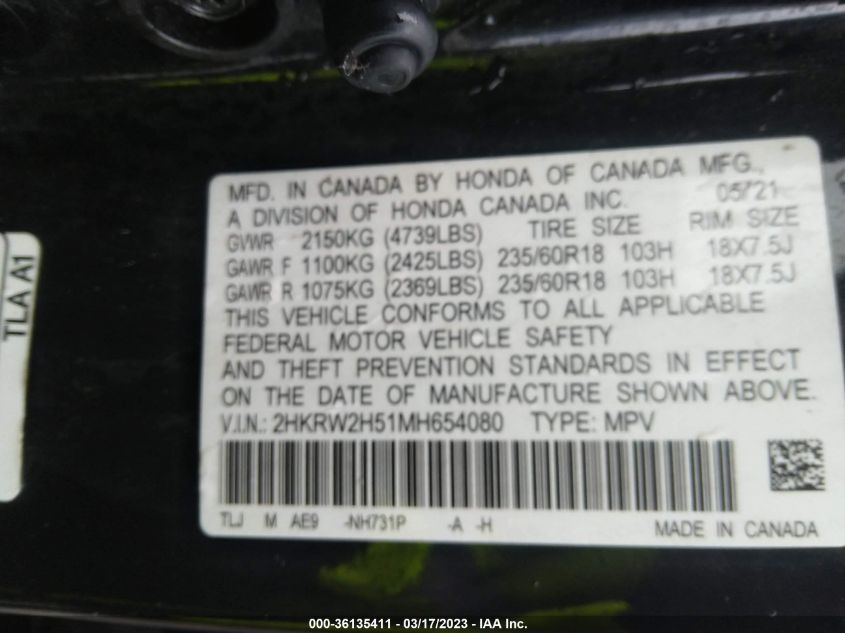 MFD. IN CANADA BY HONDA OF CANADA MFG.,
A DIVISION OF HONDA CANADA INC. 05/21
GVWR 2150KG (4739LBS) TIRE SIZE RIM SIZE
GAWR F 1100KG (2425LBS) 235/60R18 103H 18X7.5J
GAWR R 1075KG (2369LBS) 235/60R18 103H 18X7.5J
THIS VEHICLE CONFORMS TO ALL APPLICABLE
FEDERAL MOTOR VEHICLE SAFETY
AND THEFT PREVENTION STANDARDS IN EFFECT
ON THE DATE OF MANUFACTURE SHOWN ABOVE.
V.I.N.: 2HKRW2H51MH654080 TYPE: MPV
TLJ M AE9 -NH731P -A -H
MADE IN CANADA
TLA A1
000-36135411 - 03/17/2023 - IAA Inc.